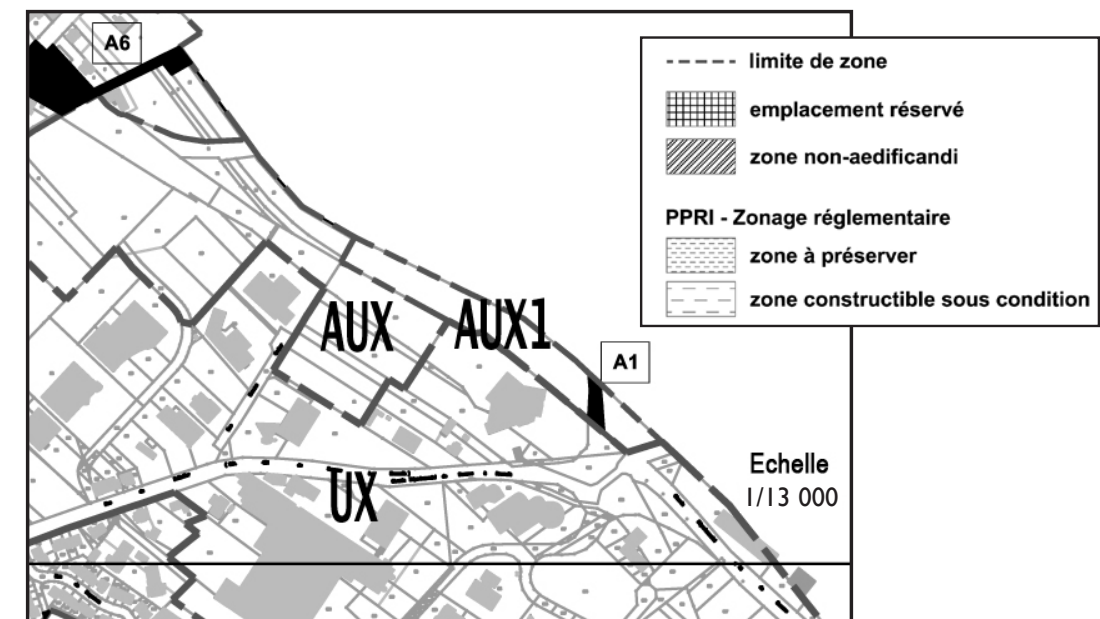 A6
limite de zone
emplacement réservé
zone non-aedificandi
PPRI - Zonage réglementaire
zone à préserver
zone constructible sous condition
AUX
AUX1
A1
Echelle
1/13 000
UX